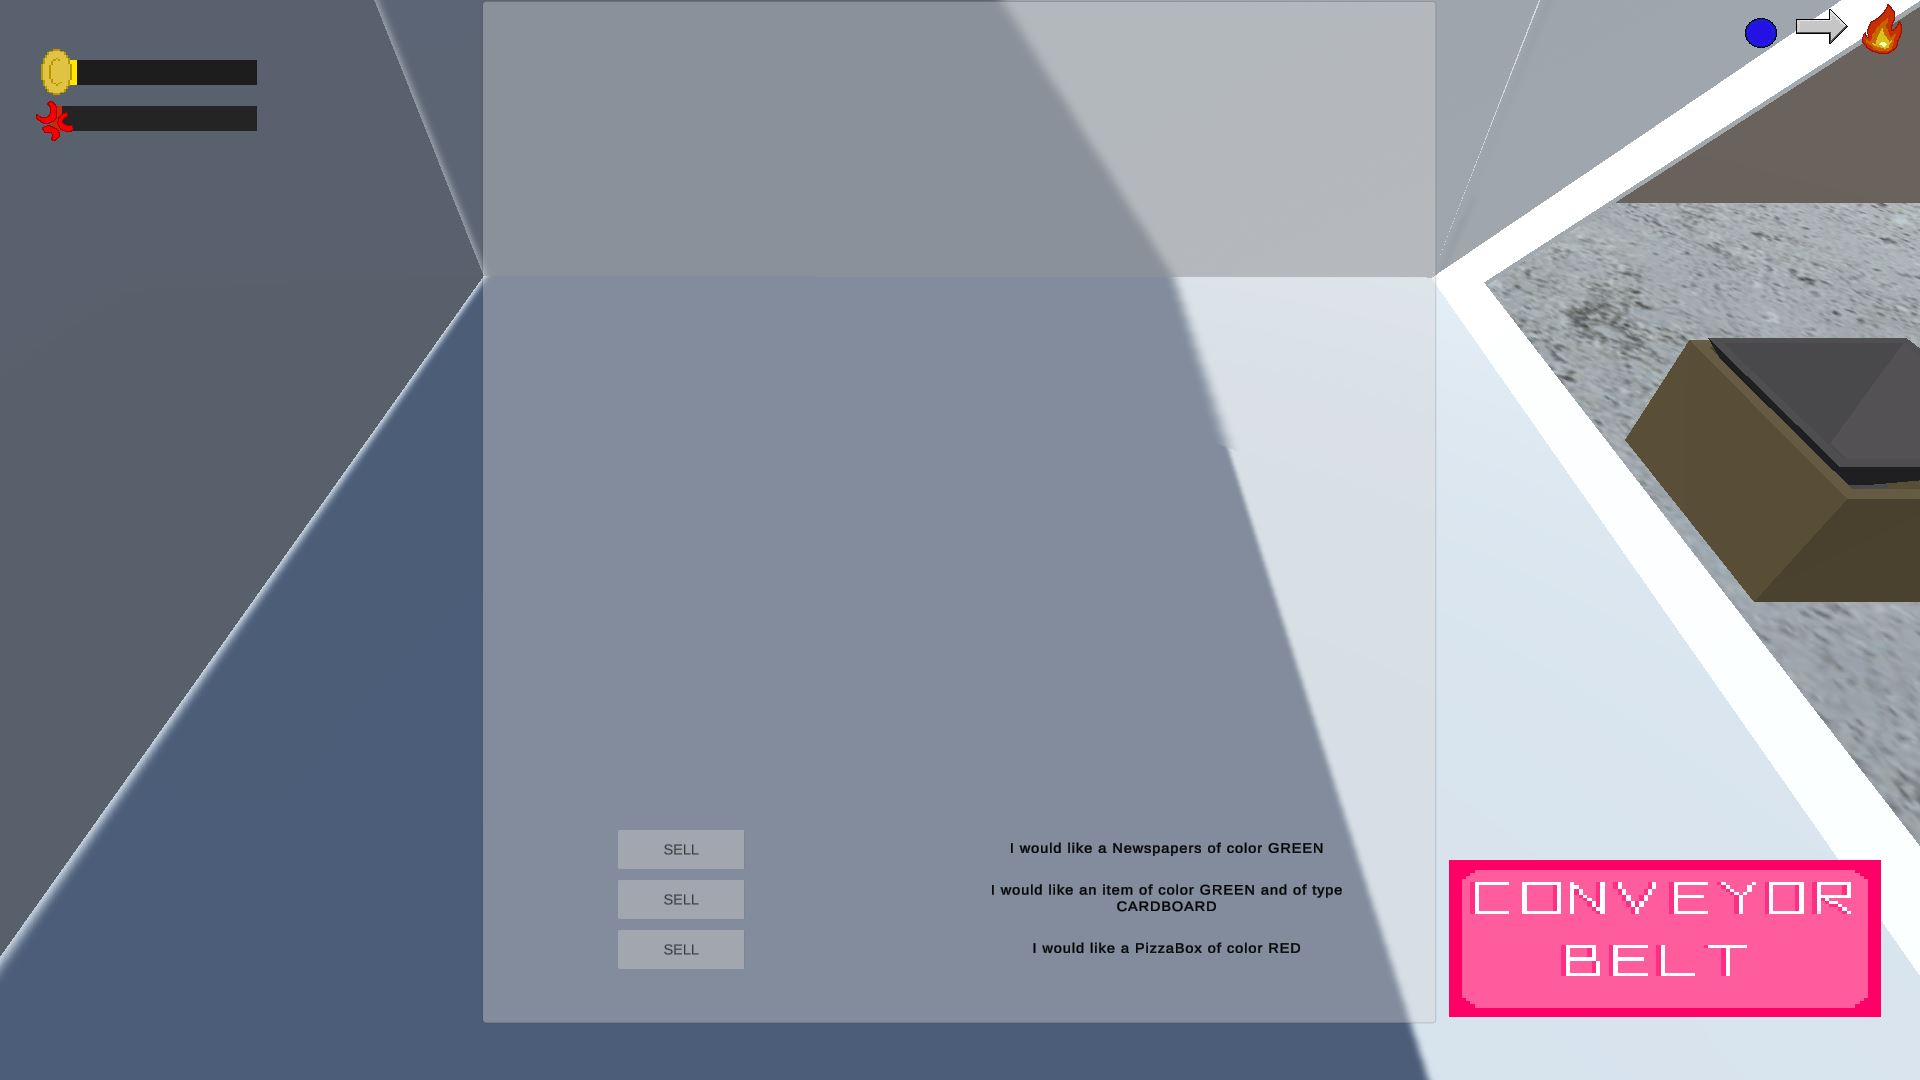 SELL
I would like a Newspapers of color GREEN
SELL
I would like an item of color GREEN and of type
CARDBOARD
SELL
I would like a PizzaBox of color RED
CONVEYOR
BELT